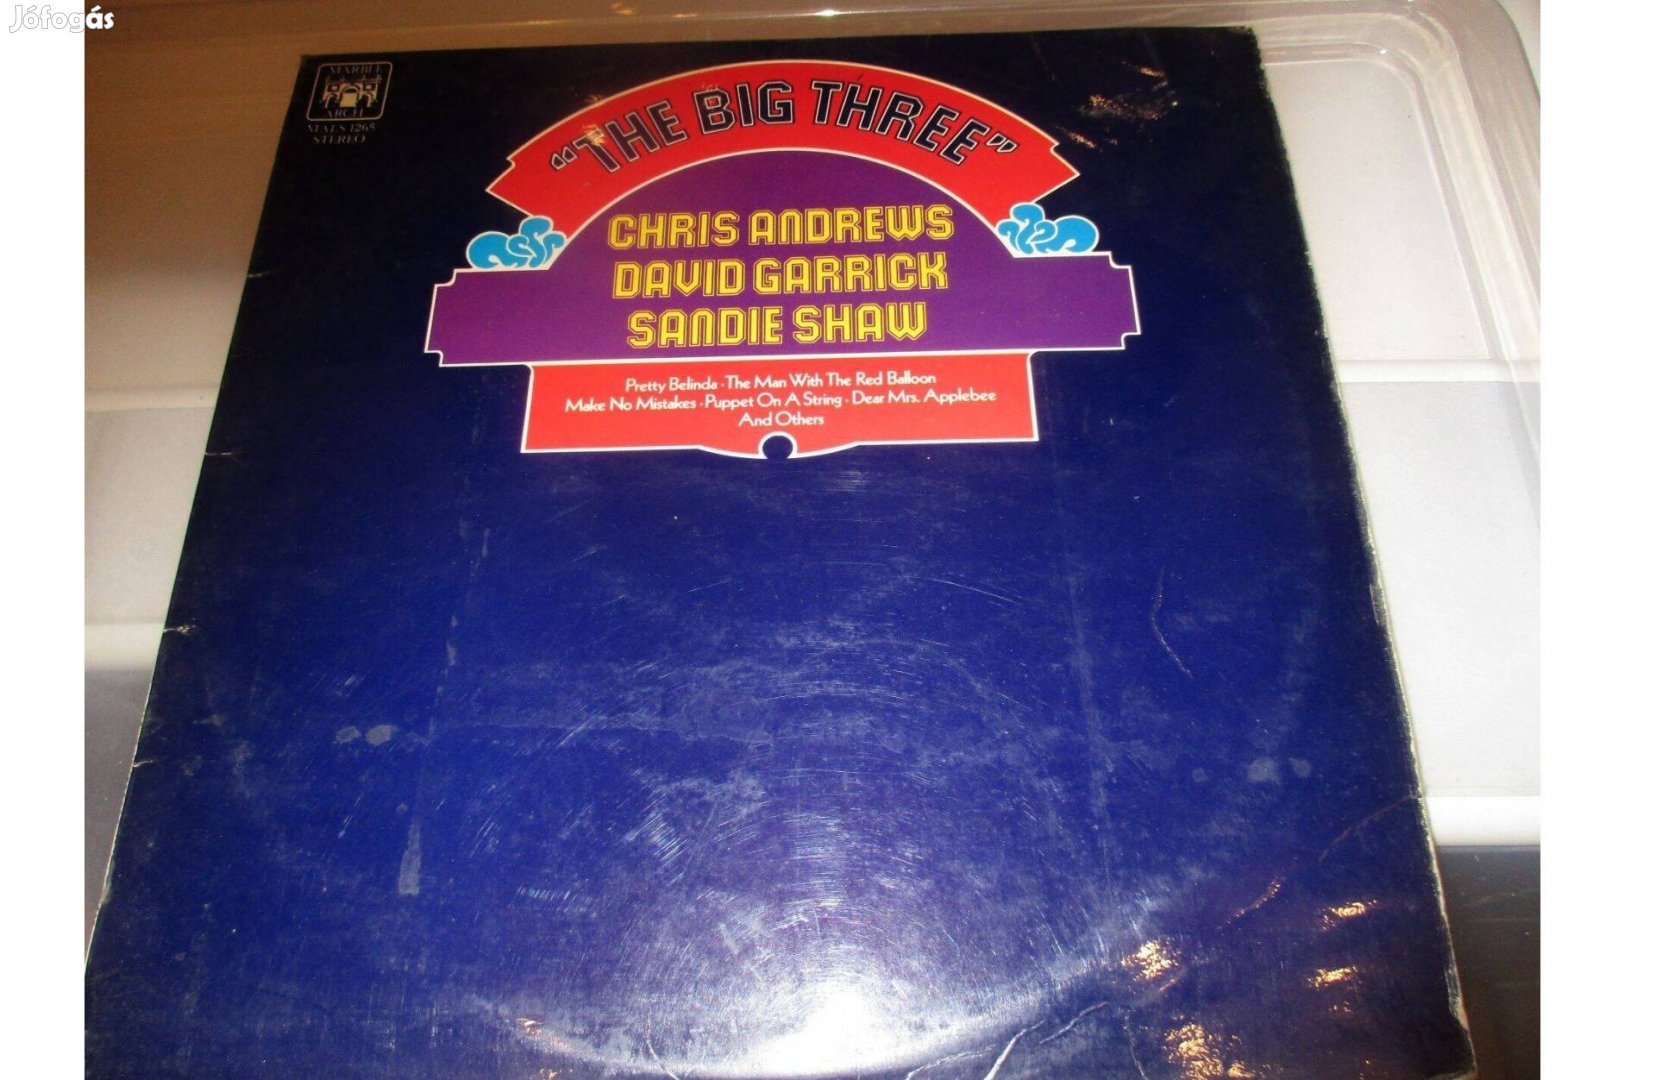 Jófogás
MARBLE
ARCH
MALS 1265
STEREO
"THE BIG THREE"
CHRIS ANDREWS
DAVID GARRICK
SANDIE SHAW
Pretty Belinda · The Man With The Red Balloon
Make No Mistakes · Puppet On A String · Dear Mrs. Applebee
And Others